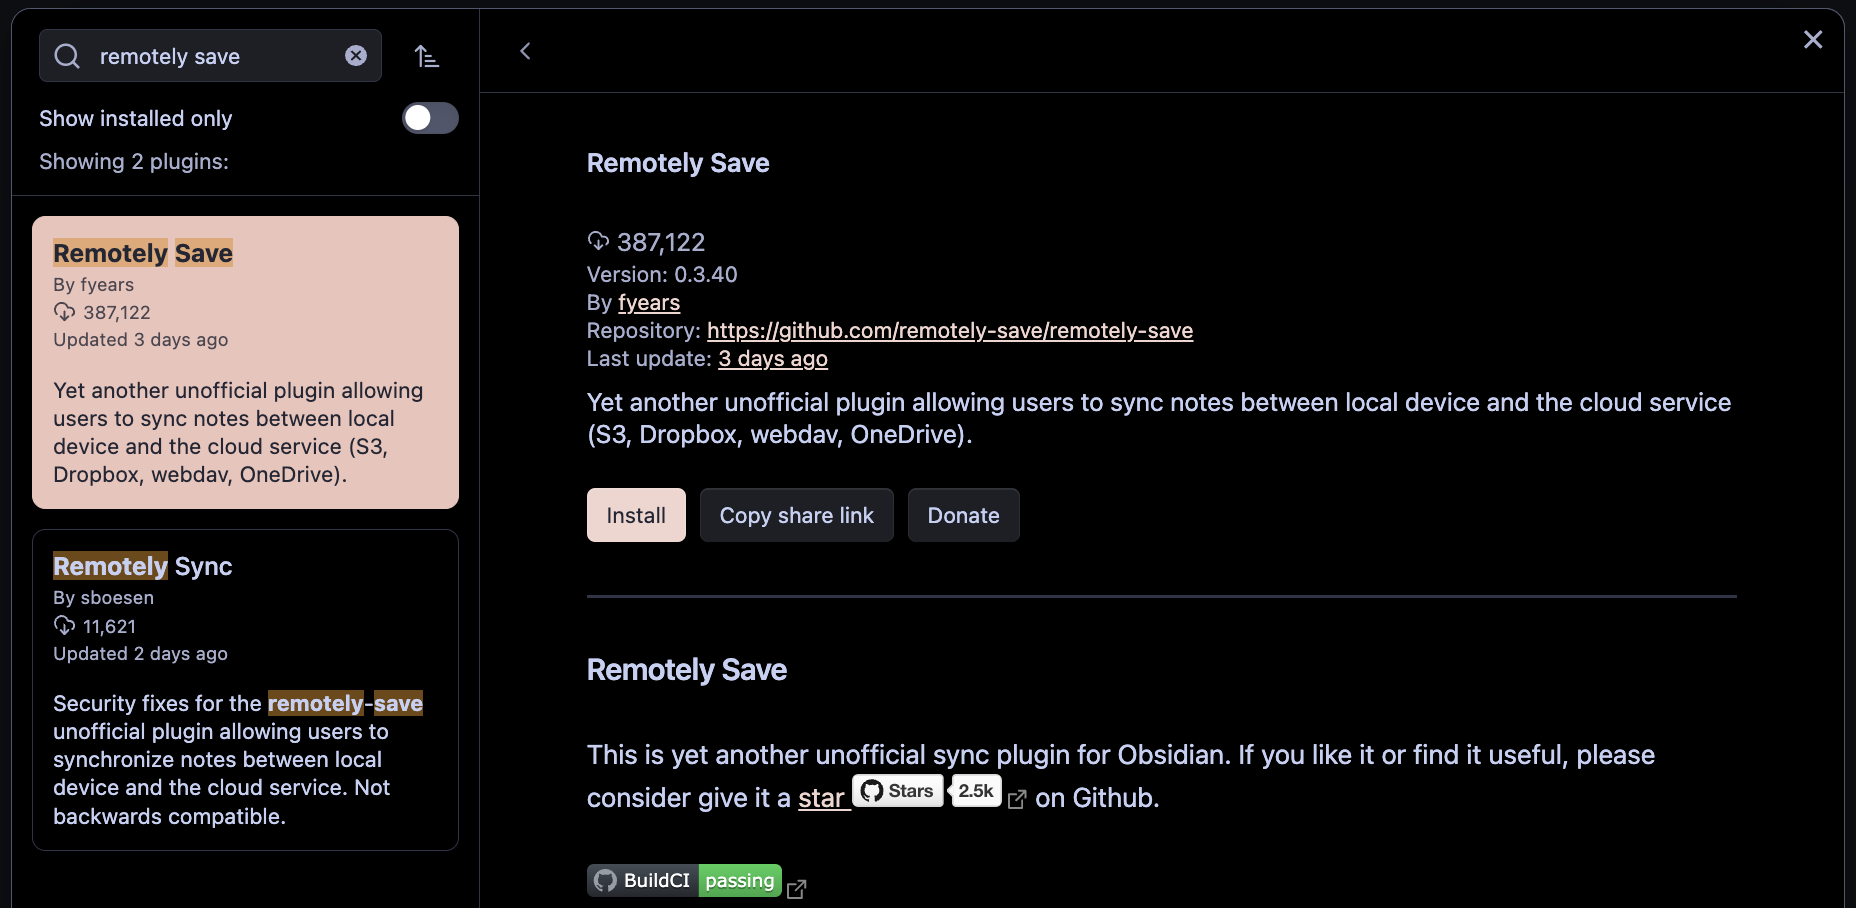 remotely save
Show installed only
Showing 2 plugins:
Remotely Save
By fyears
387,122
Updated 3 days ago
Yet another unofficial plugin allowing
users to sync notes between local
device and the cloud service (S3,
Dropbox, webdav, OneDrive).
Remotely Sync
By sboesen
11,621
Updated 2 days ago
Security fixes for the remotely-save
unofficial plugin allowing users to
synchronize notes between local
device and the cloud service. Not
backwards compatible.
Remotely Save
387,122
Version: 0.3.40
By fyears
Repository: https://github.com/remotely-save/remotely-save
Last update: 3 days ago
Yet another unofficial plugin allowing users to sync notes between local device and the cloud service
(S3, Dropbox, webdav, OneDrive).
Install Copy share link Donate
Remotely Save
This is yet another unofficial sync plugin for Obsidian. If you like it or find it useful, please
consider give it a star Stars 2.5k on Github.
BuildCI passing